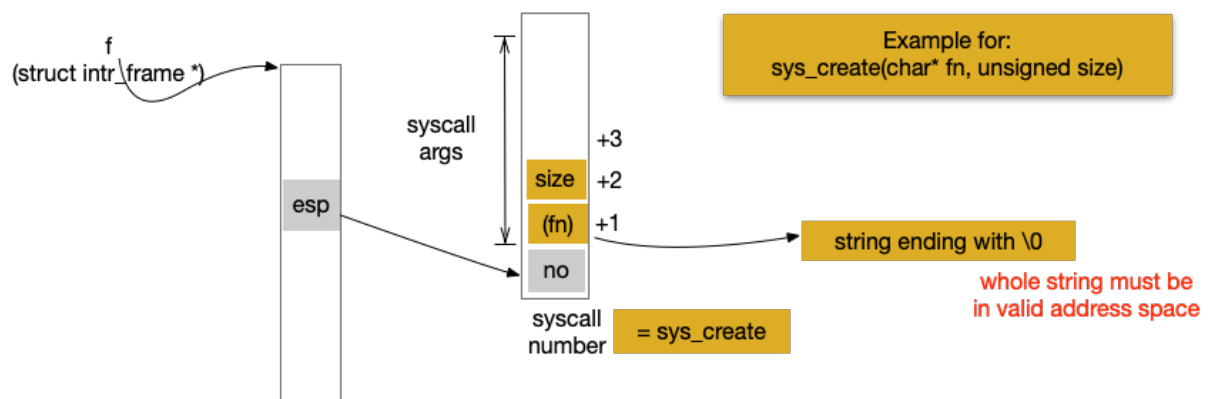 f
(struct intr_frame *)
esp
syscall
args
size
(fn)
no
+3
+2
+1
syscall
number
= sys_create
Example for:
sys_create(char* fn, unsigned size)
string ending with \0
whole string must be
in valid address space